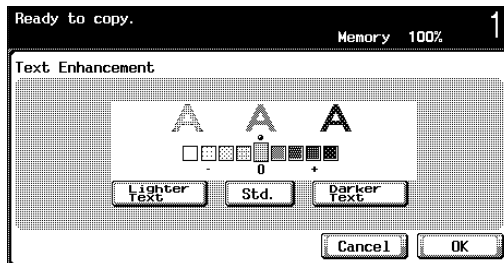 Ready to copy.
Memory 100% 1
Text Enhancement
A A A
- 0 +
Lighter Text
Std.
Darker Text
Cancel OK